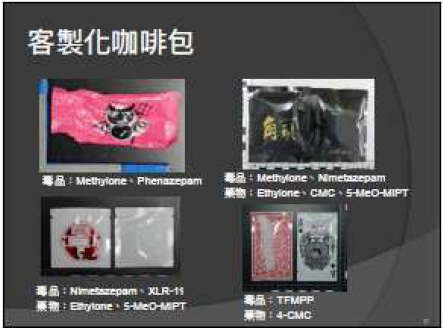 客製化咖啡包
毒品：Methylone、Phenazepam
毒品：Methylone、Nimetazepam
藥物：Ethylone、CMC、5-MeO-MIPT
毒品：Nimetazepam、XLR-11
藥物：Ethylone、5-MeO-MIPT
毒品：TFMPP
藥物：4-CMC